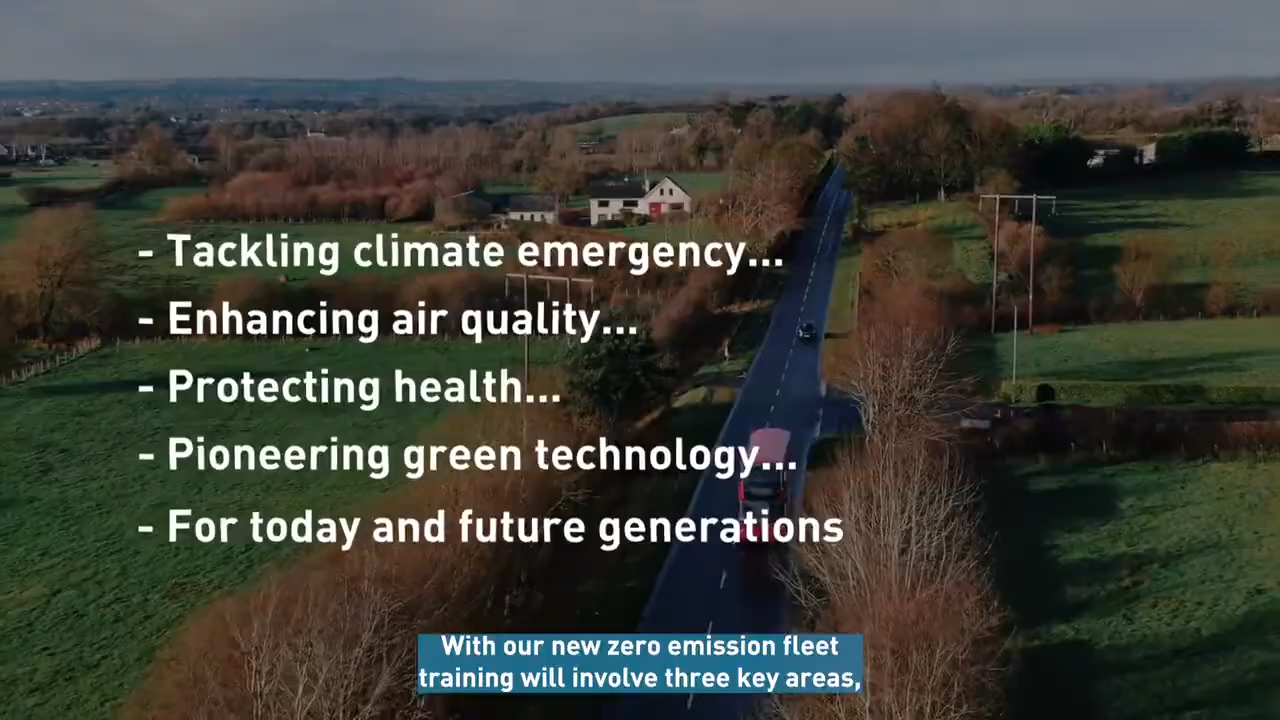 - Tackling climate emergency...
- Enhancing air quality...
- Protecting health...
- Pioneering green technology...
- For today and future generations
With our new zero emission fleet
training will involve three key areas,